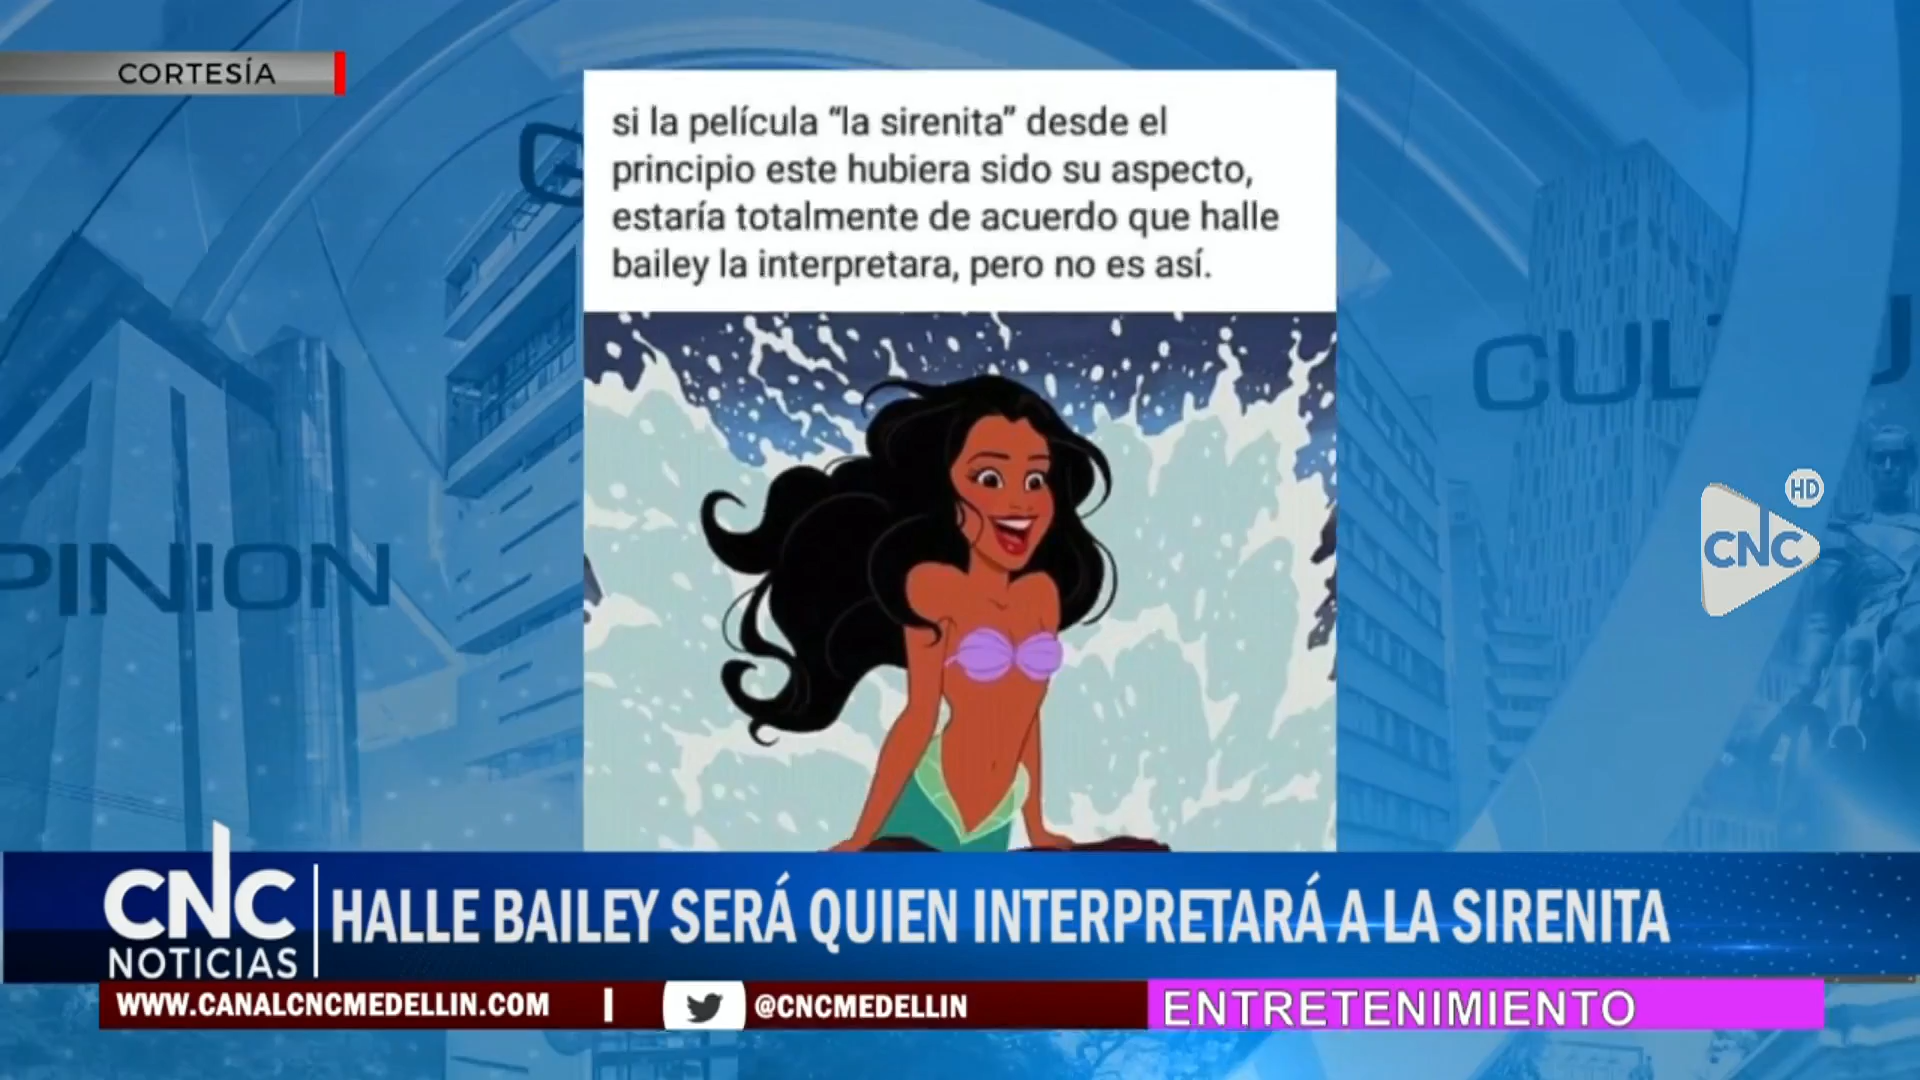 CORTESÍA
si la película “la sirenita” desde el
principio este hubiera sido su aspecto,
estaría totalmente de acuerdo que halle
bailey la interpretara, pero no es así.
PINION
CUL
HD
CNC
CNC
NOTICIAS
HALLE BAILEY SERÁ QUIEN INTERPRETARÁ A LA SIRENITA
WWW.CANALCNCMEDELLIN.COM | @CNCMEDELLIN
ENTRETENIMIENTO